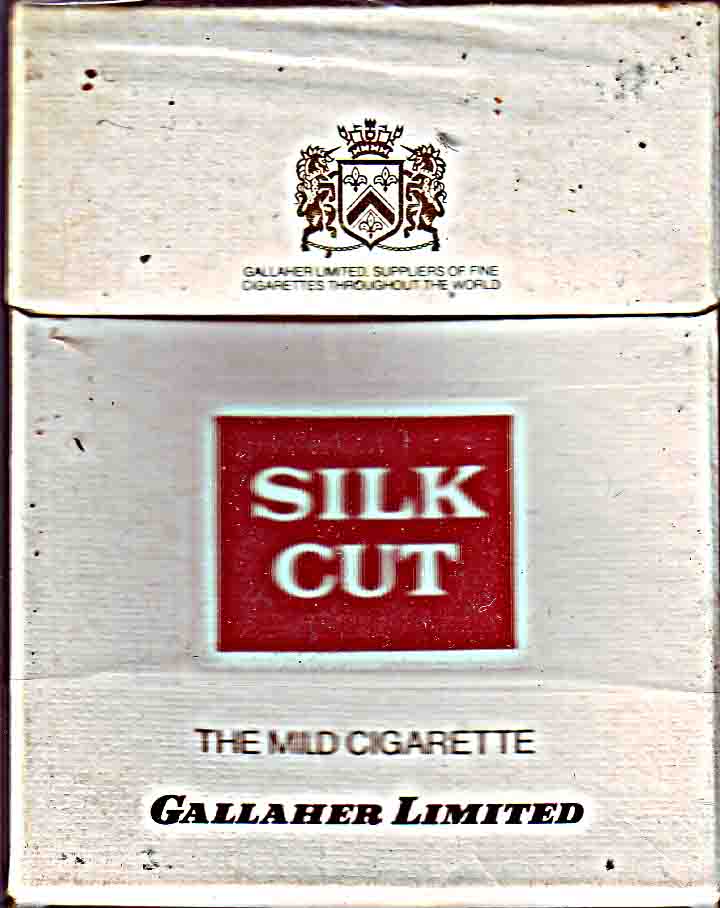 GALLAHER LIMITED. SUPPLIERS OF FINE
CIGARETTES THROUGHOUT THE WORLD
SILK
CUT
THE MILD CIGARETTE
GALLAHER LIMITED